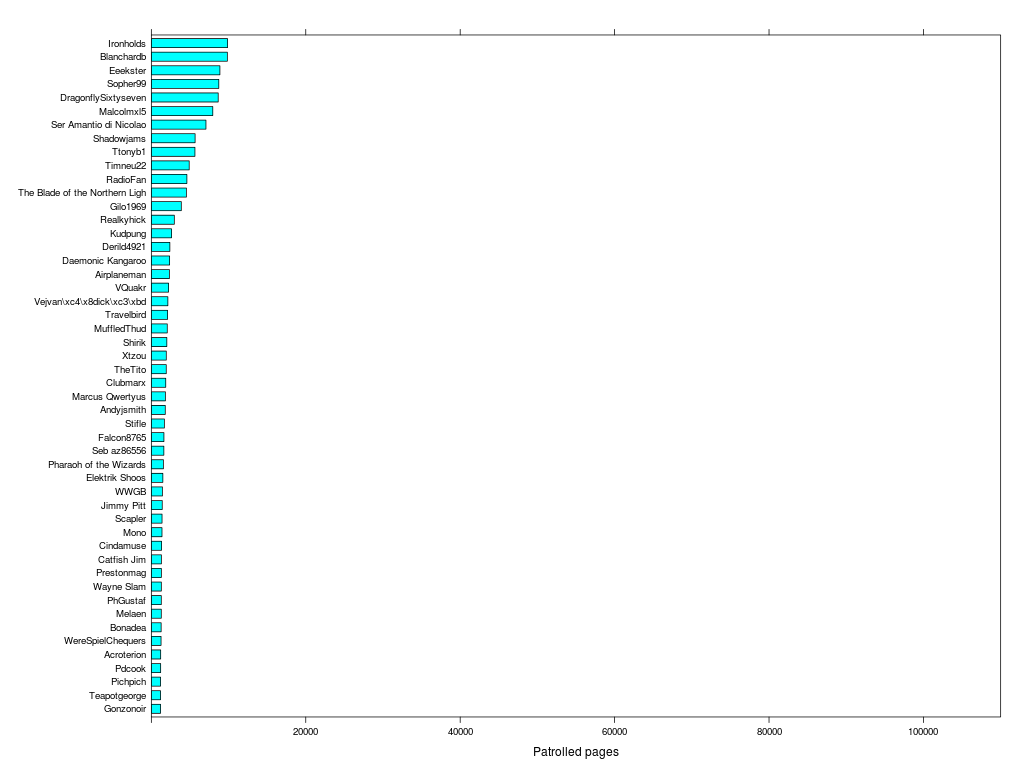 Ironholds
Blanchardb
Eeekster
Sopher99
DragonflySixtyseven
Malcolmxl5
Ser Amantio di Nicolao
Shadowjams
Ttonyb1
Timneu22
RadioFan
The Blade of the Northern Ligh
Gilo1969
Realkyhick
Kudpung
Derild4921
Daemonic Kangaroo
Airplaneman
VQuakr
Vejvan\xc4\x8dick\xc3\xbd
Travelbird
MuffledThud
Shirik
Xtzou
TheTito
Clubmarx
Marcus Qwertyus
Andyjsmith
Stifle
Falcon8765
Seb az86556
Pharaoh of the Wizards
Elektrik Shoos
WWGB
Jimmy Pitt
Scapler
Mono
Cindamuse
Catfish Jim
Prestonmag
Wayne Slam
PhGustaf
Melaen
Bonadea
WereSpielChequers
Acroterion
Pdcook
Pichpich
Teapotgeorge
Gonzonoir
20000 40000 60000 80000 100000
Patrolled pages